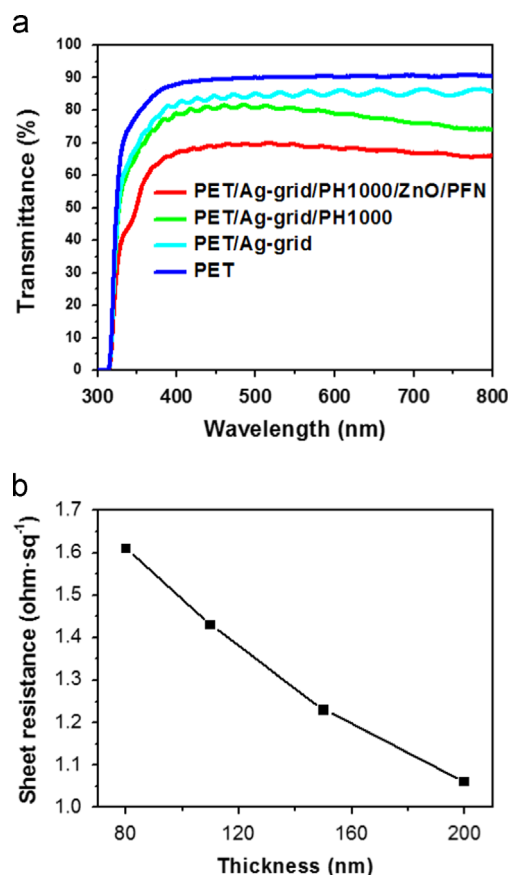 a
100
90
80
70
60
50
40
30
20
10
0
Transmittance (%)
PET/Ag-grid/PH1000/ZnO/PFN
PET/Ag-grid/PH1000
PET/Ag-grid
PET
300 400 500 600 700 800
Wavelength (nm)
b
1.7
1.6
1.5
1.4
1.3
1.2
1.1
1.0
Sheet resistance (ohm·sq⁻¹)
80 120 160 200
Thickness (nm)